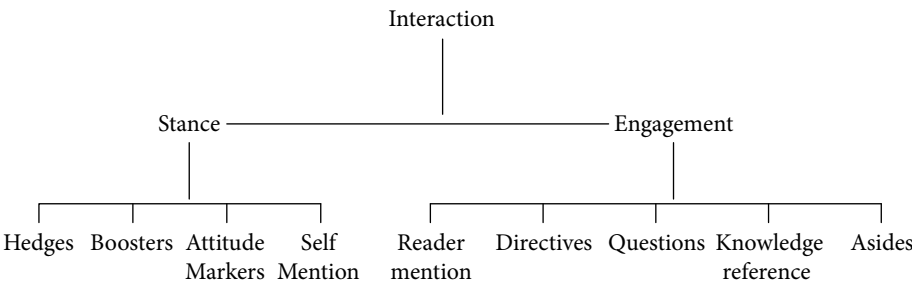 Interaction
Stance Engagement
Hedges Boosters Attitude Self Reader Directives Questions Knowledge Asides
Markers Mention mention reference